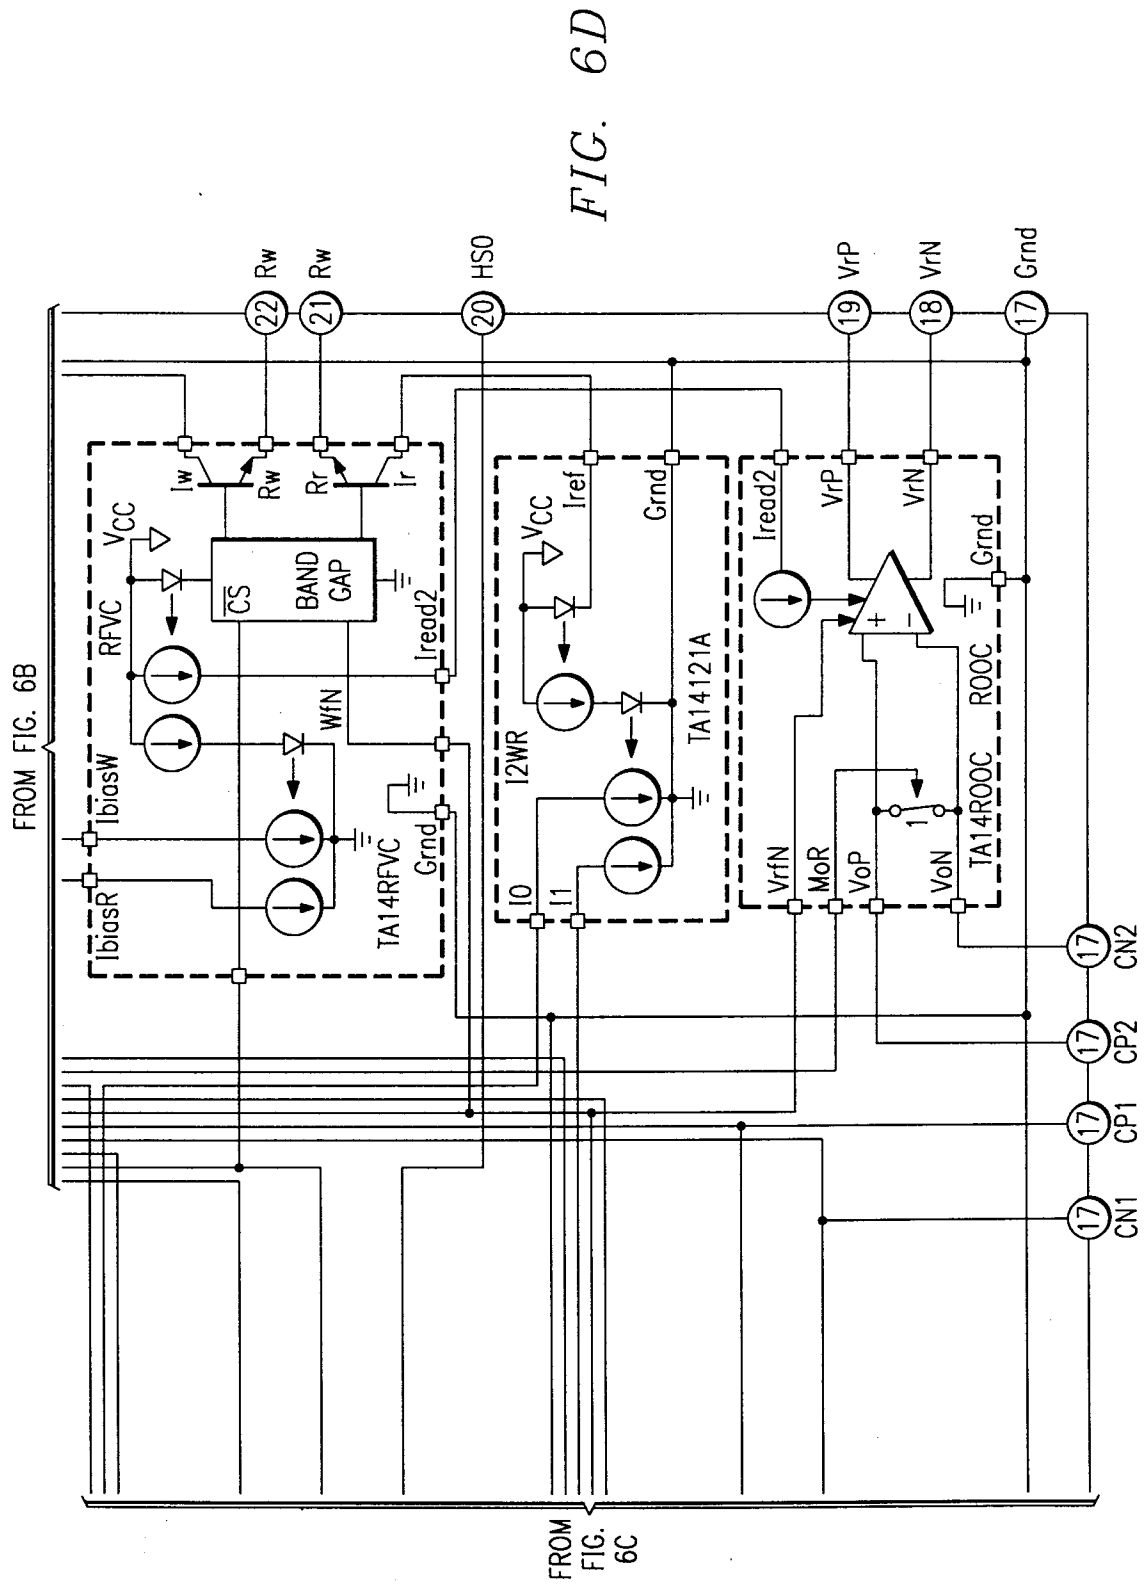 FROM FIG. 6B
FIG. 6D
RFVC
VCC
IbiasW
IbiasR
CS
BAND
GAP
Iw
Rw
Rr
Ir
WfN
Iread2
Grnd
TA14RFVC
22
Rw
21
Rw
20
HSO
I2WR
VCC
Iref
Grnd
I0
I1
TA14121A
Iread2
VrP
VrN
Grnd
+
−
ROOC
VrfN
MoR
VoP
VoN
1
TA14ROOC
19
VrP
18
VrN
17
Grnd
17
CN2
17
CP2
17
CP1
17
CN1
FROM
FIG.
6C